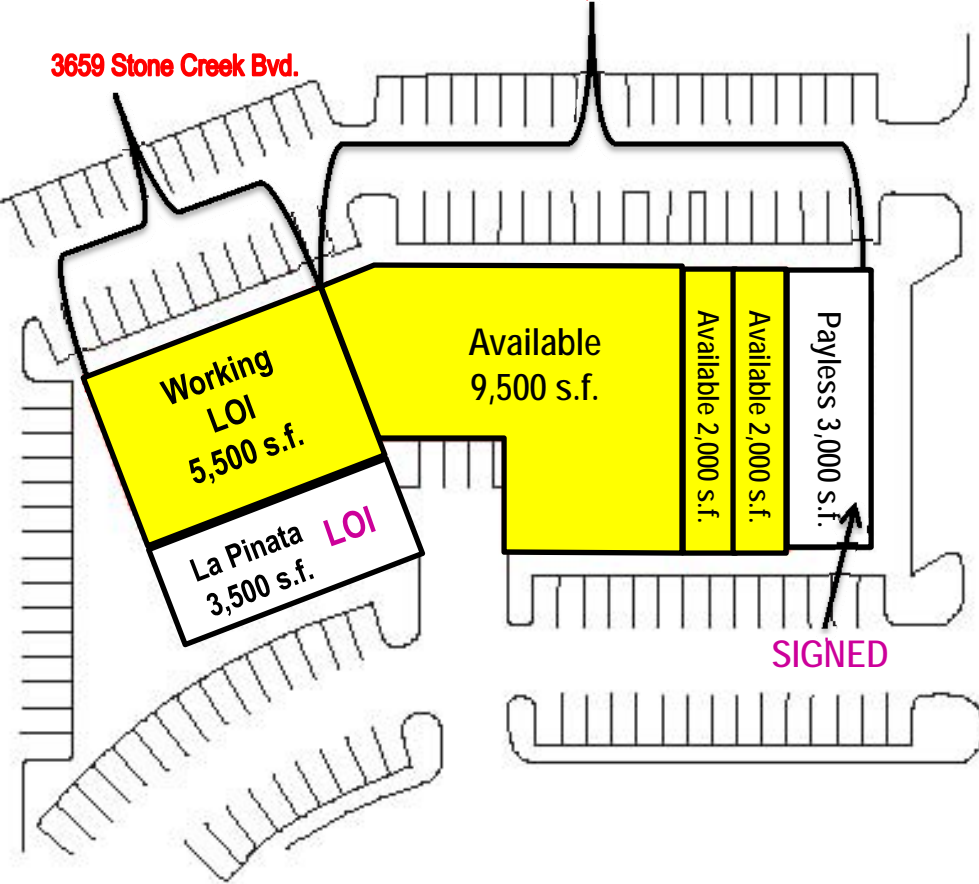 3659 Stone Creek Bvd.
Working
LOI
5,500 s.f.
La Pinata LOI
3,500 s.f.
Available
9,500 s.f.
Available 2,000 s.f.
Available 2,000 s.f.
Payless 3,000 s.f.
SIGNED